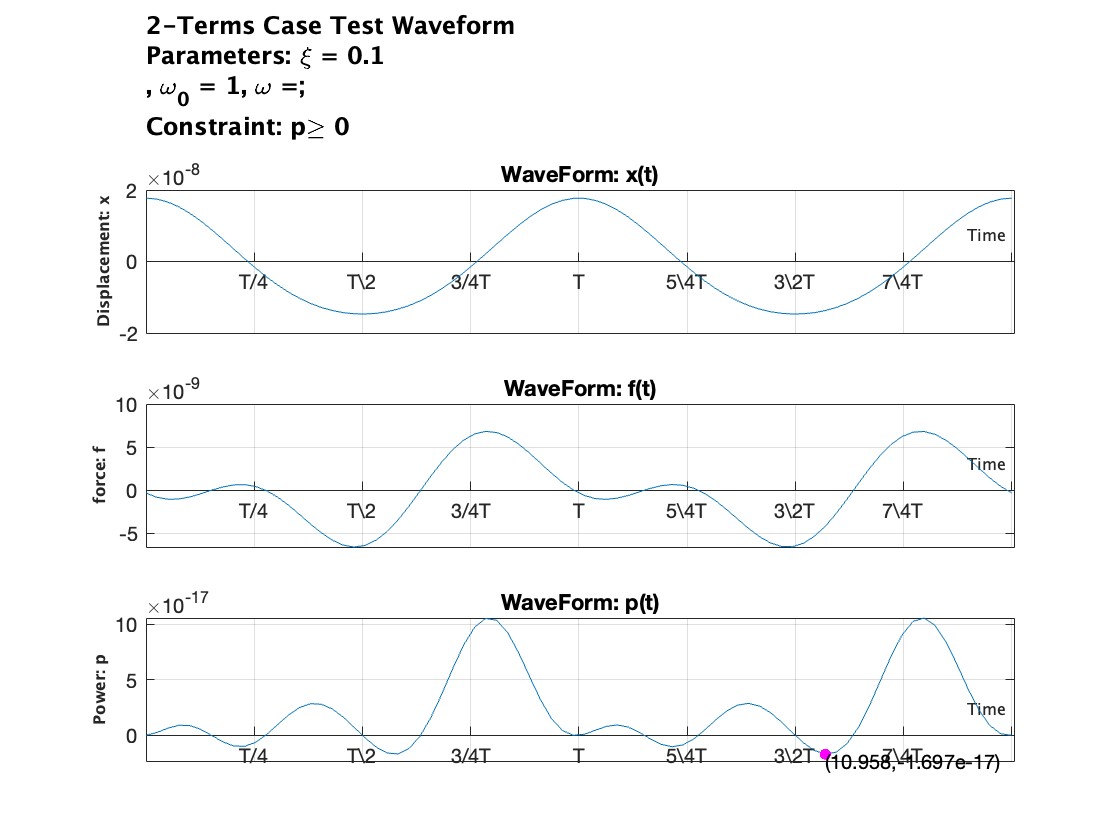 2-Terms Case Test Waveform
Parameters: ξ = 0.1
, ω₀ = 1, ω =;
Constraint: p≥ 0
×10⁻⁸
WaveForm: x(t)
Displacement: x
2
0
-2
Time
T/4 T\2 3/4T T 5\4T 3\2T 7\4T
×10⁻⁹
WaveForm: f(t)
force: f
10
5
0
-5
Time
T/4 T\2 3/4T T 5\4T 3\2T 7\4T
×10⁻¹⁷
WaveForm: p(t)
Power: p
10
5
0
Time
T/4 T\2 3/4T T 5\4T 3\2T 7\4T
(10.958,-1.697e-17)